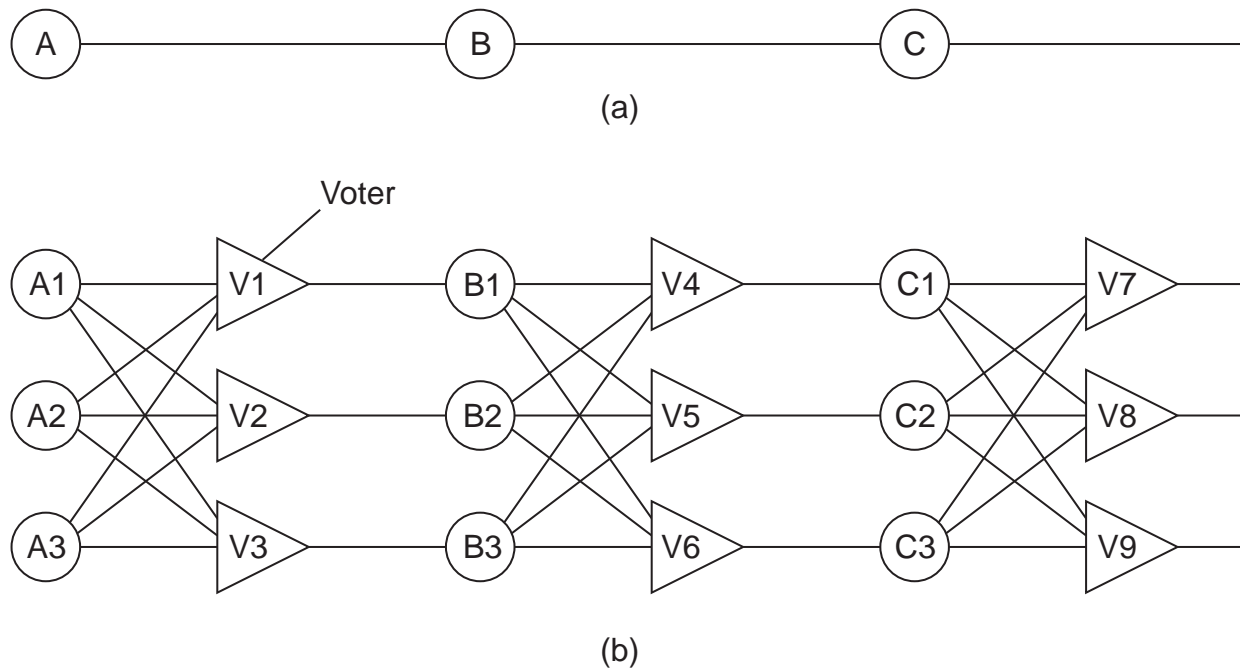 A B C
(a)
Voter
A1 V1 B1 V4 C1 V7
A2 V2 B2 V5 C2 V8
A3 V3 B3 V6 C3 V9
(b)